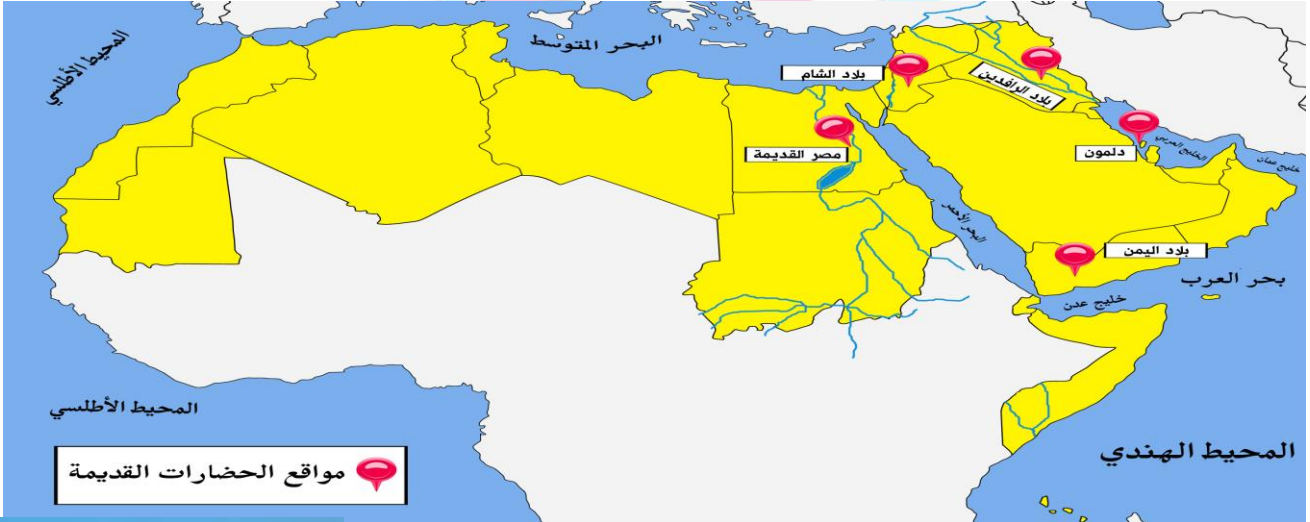 المحيط الأطلسي
البحر المتوسط
بلاد الشام
بلاد الرافدين
مصر القديمة
دلمون
الخليج العربي
خليج عمان
البحر الأحمر
بلاد اليمن
بحر العرب
خليج عدن
المحيط الأطلسي
المحيط الهندي
مواقع الحضارات القديمة